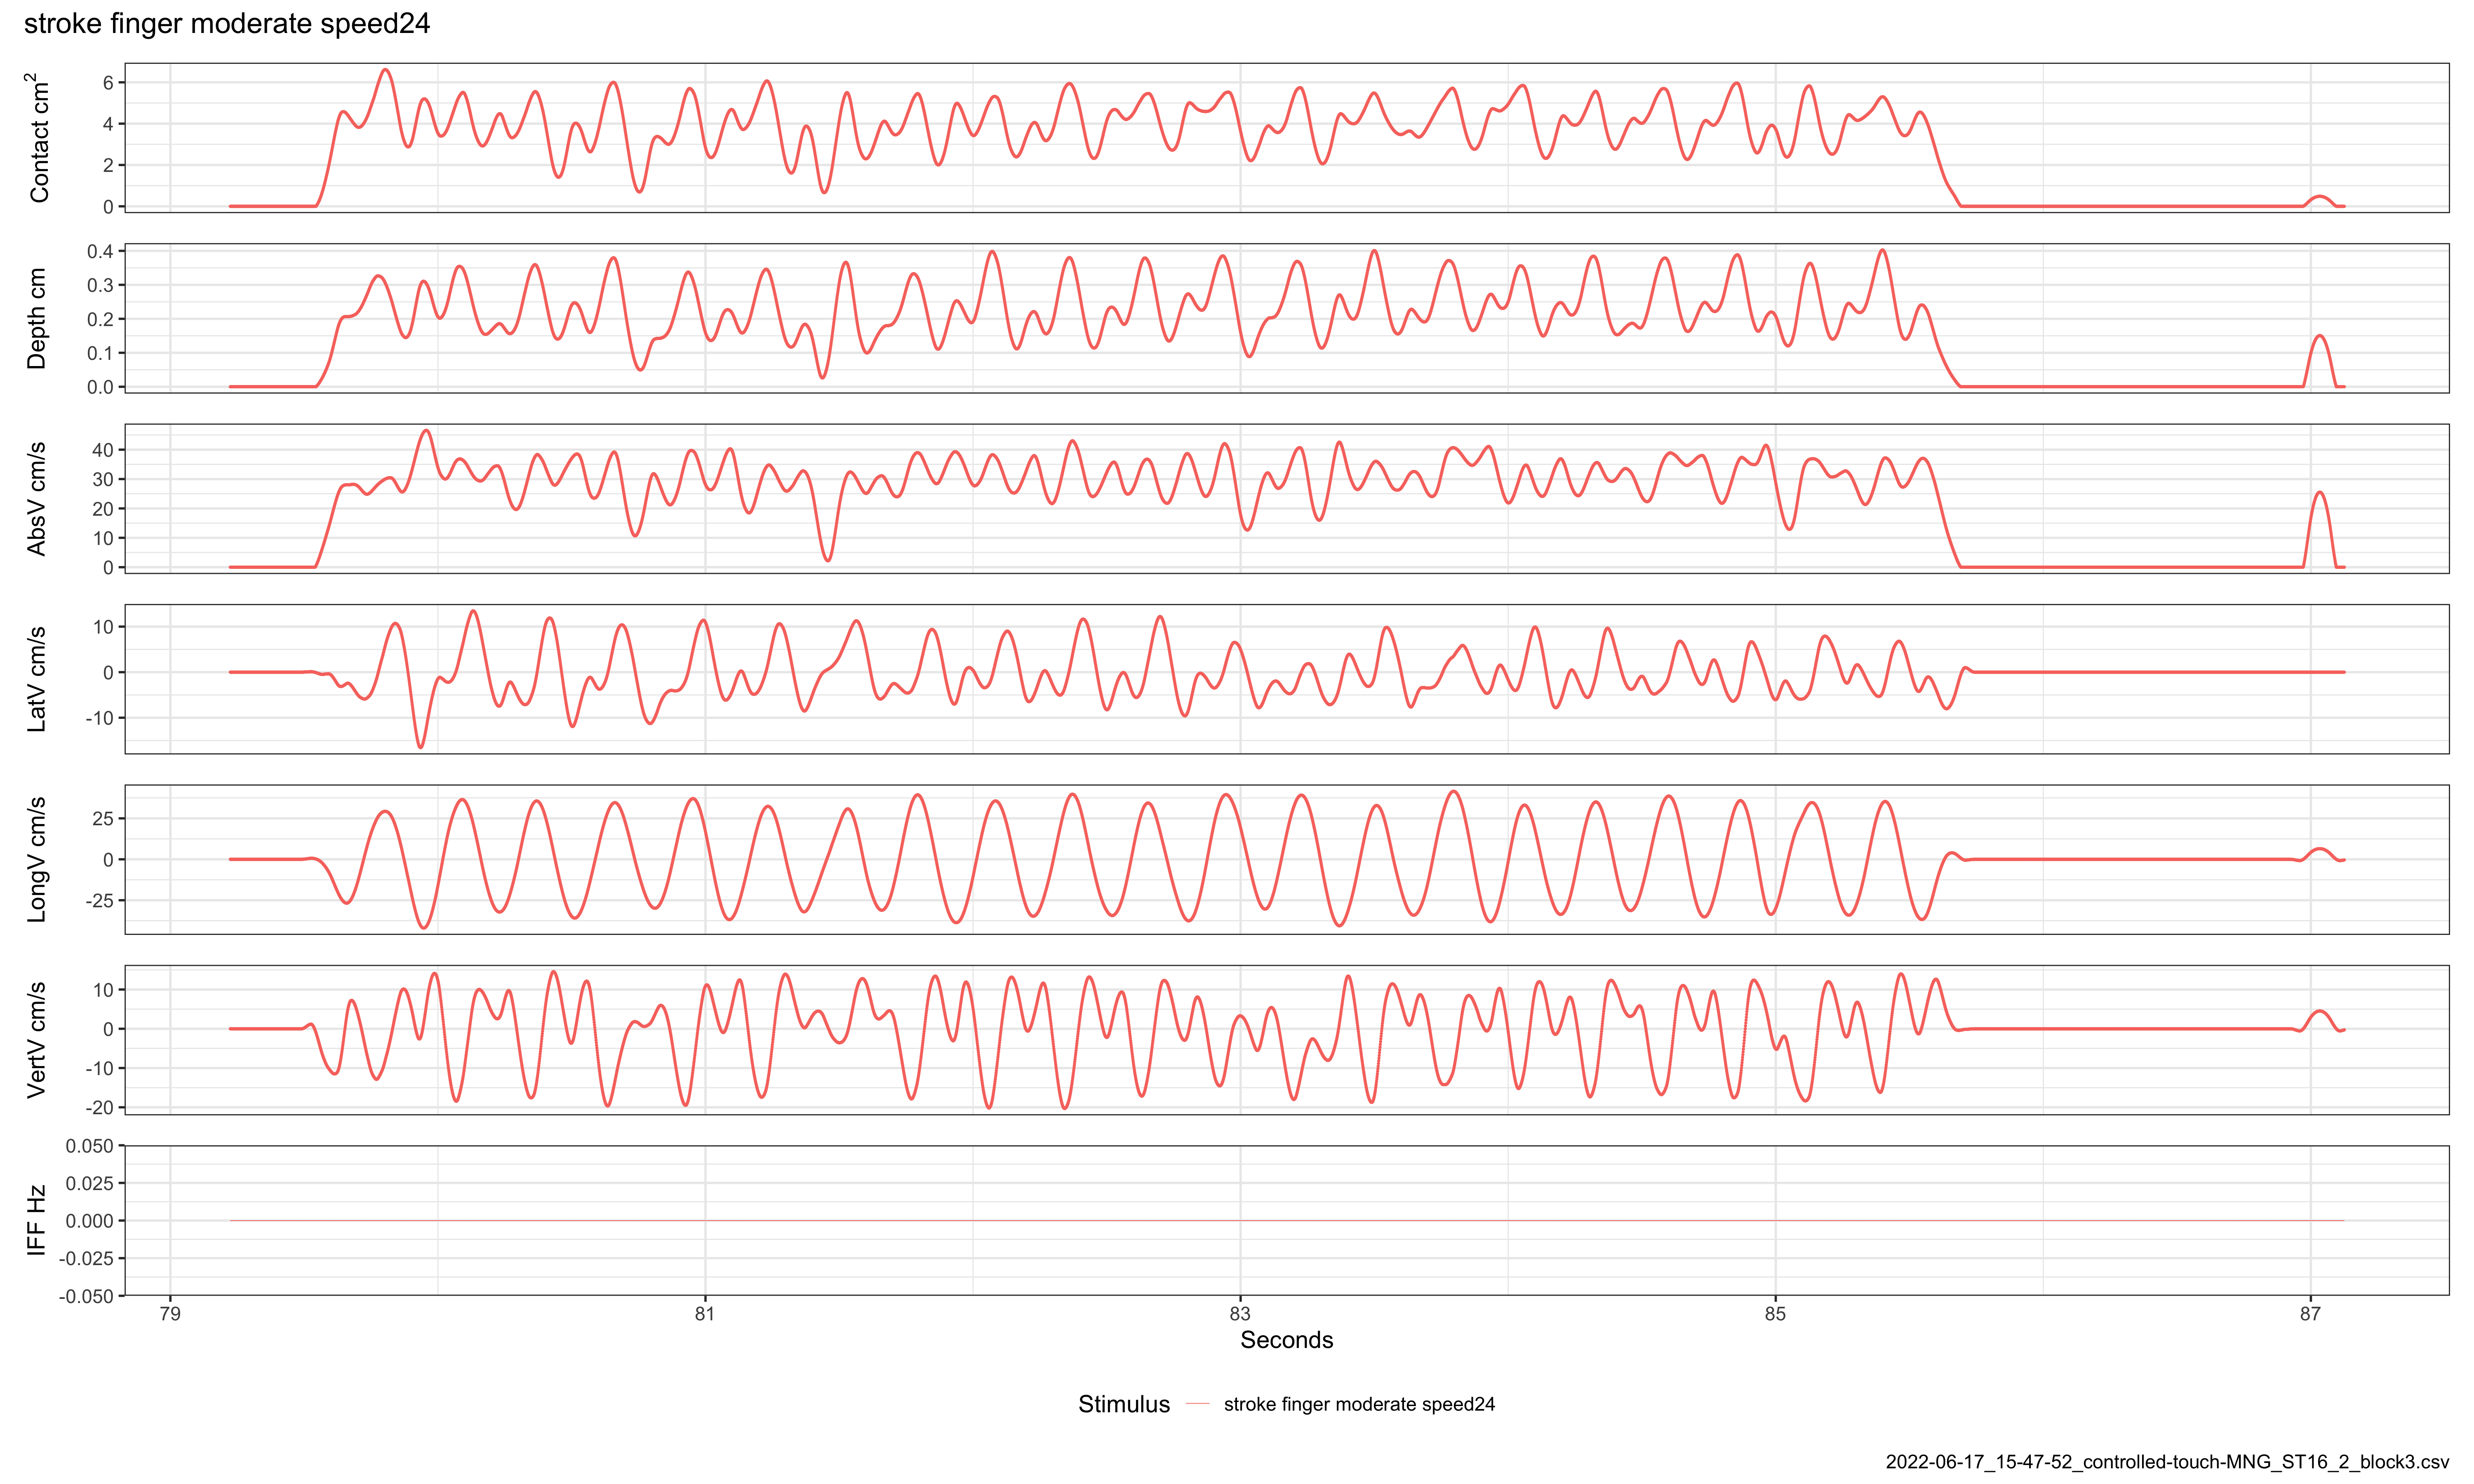 stroke finger moderate speed24
Contact cm²
6
4
2
0
Depth cm
0.4
0.3
0.2
0.1
0.0
AbsV cm/s
40
30
20
10
0
LatV cm/s
10
0
-10
LongV cm/s
25
0
-25
VertV cm/s
10
0
-10
-20
IFF Hz
0.050
0.025
0.000
-0.025
-0.050
79 81 83 85 87
Seconds
Stimulus stroke finger moderate speed24
2022-06-17_15-47-52_controlled-touch-MNG_ST16_2_block3.csv